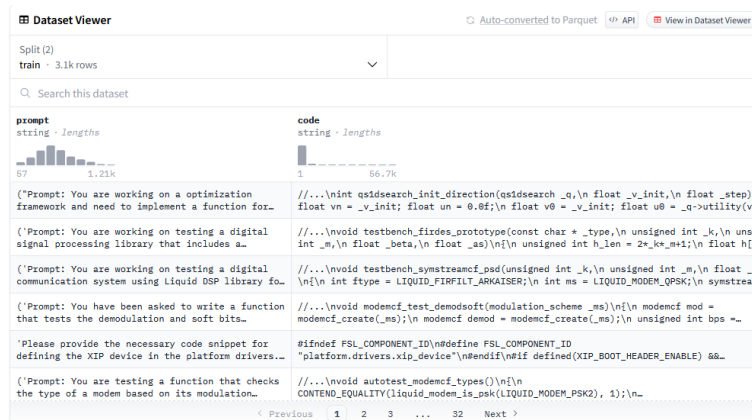 Dataset Viewer
Auto-converted to Parquet
</> API
View in Dataset Viewer
Split (2)
train · 3.1k rows
Search this dataset
prompt
string · lengths
57 1.21k
code
string · lengths
1 56.7k
("Prompt: You are working on a optimization
framework and need to implement a function for…
//...\nint qs1dsearch_init_direction(qs1dsearch _q,\n float _v_init,\n float _step)
float vn = _v_init; float un = 0.0f;\n float v0 = _v_init; float u0 = _q->utility(v
('Prompt: You are working on testing a digital
signal processing library that includes a…
//...\nvoid testbench_firdes_prototype(const char * _type,\n unsigned int _k,\n uns
int _m,\n float _beta,\n float _as)\n{\n unsigned int h_len = 2*_k*_m+1;\n float h[
('Prompt: You are working on testing a digital
communication system using Liquid DSP library fo…
//...\nvoid testbench_symstreamcf_psd(unsigned int _k,\n unsigned int _m,\n float _
\n{\n int ftype = LIQUID_FIRFILT_ARKAISER;\n int ms = LIQUID_MODEM_QPSK;\n symstrea
('Prompt: You have been asked to write a function
that tests the demodulation and soft bits…
//...\nvoid modemcf_test_demodsoft(modulation_scheme _ms)\n{\n modemcf mod =
modemcf_create(_ms);\n modemcf demod = modemcf_create(_ms);\n unsigned int bps =…
'Please provide the necessary code snippet for
defining the XIP device in the platform drivers.…
#ifndef FSL_COMPONENT_ID\n#define FSL_COMPONENT_ID
"platform.drivers.xip_device"\n#endif\n#if defined(XIP_BOOT_HEADER_ENABLE) &&…
('Prompt: You are testing a function that checks
the type of a modem based on its modulation…
//...\nvoid autotest_modemcf_types()\n{\n
CONTEND_EQUALITY(liquid_modem_is_psk(LIQUID_MODEM_PSK2), 1);\n…
< Previous 1 2 3 ... 32 Next >